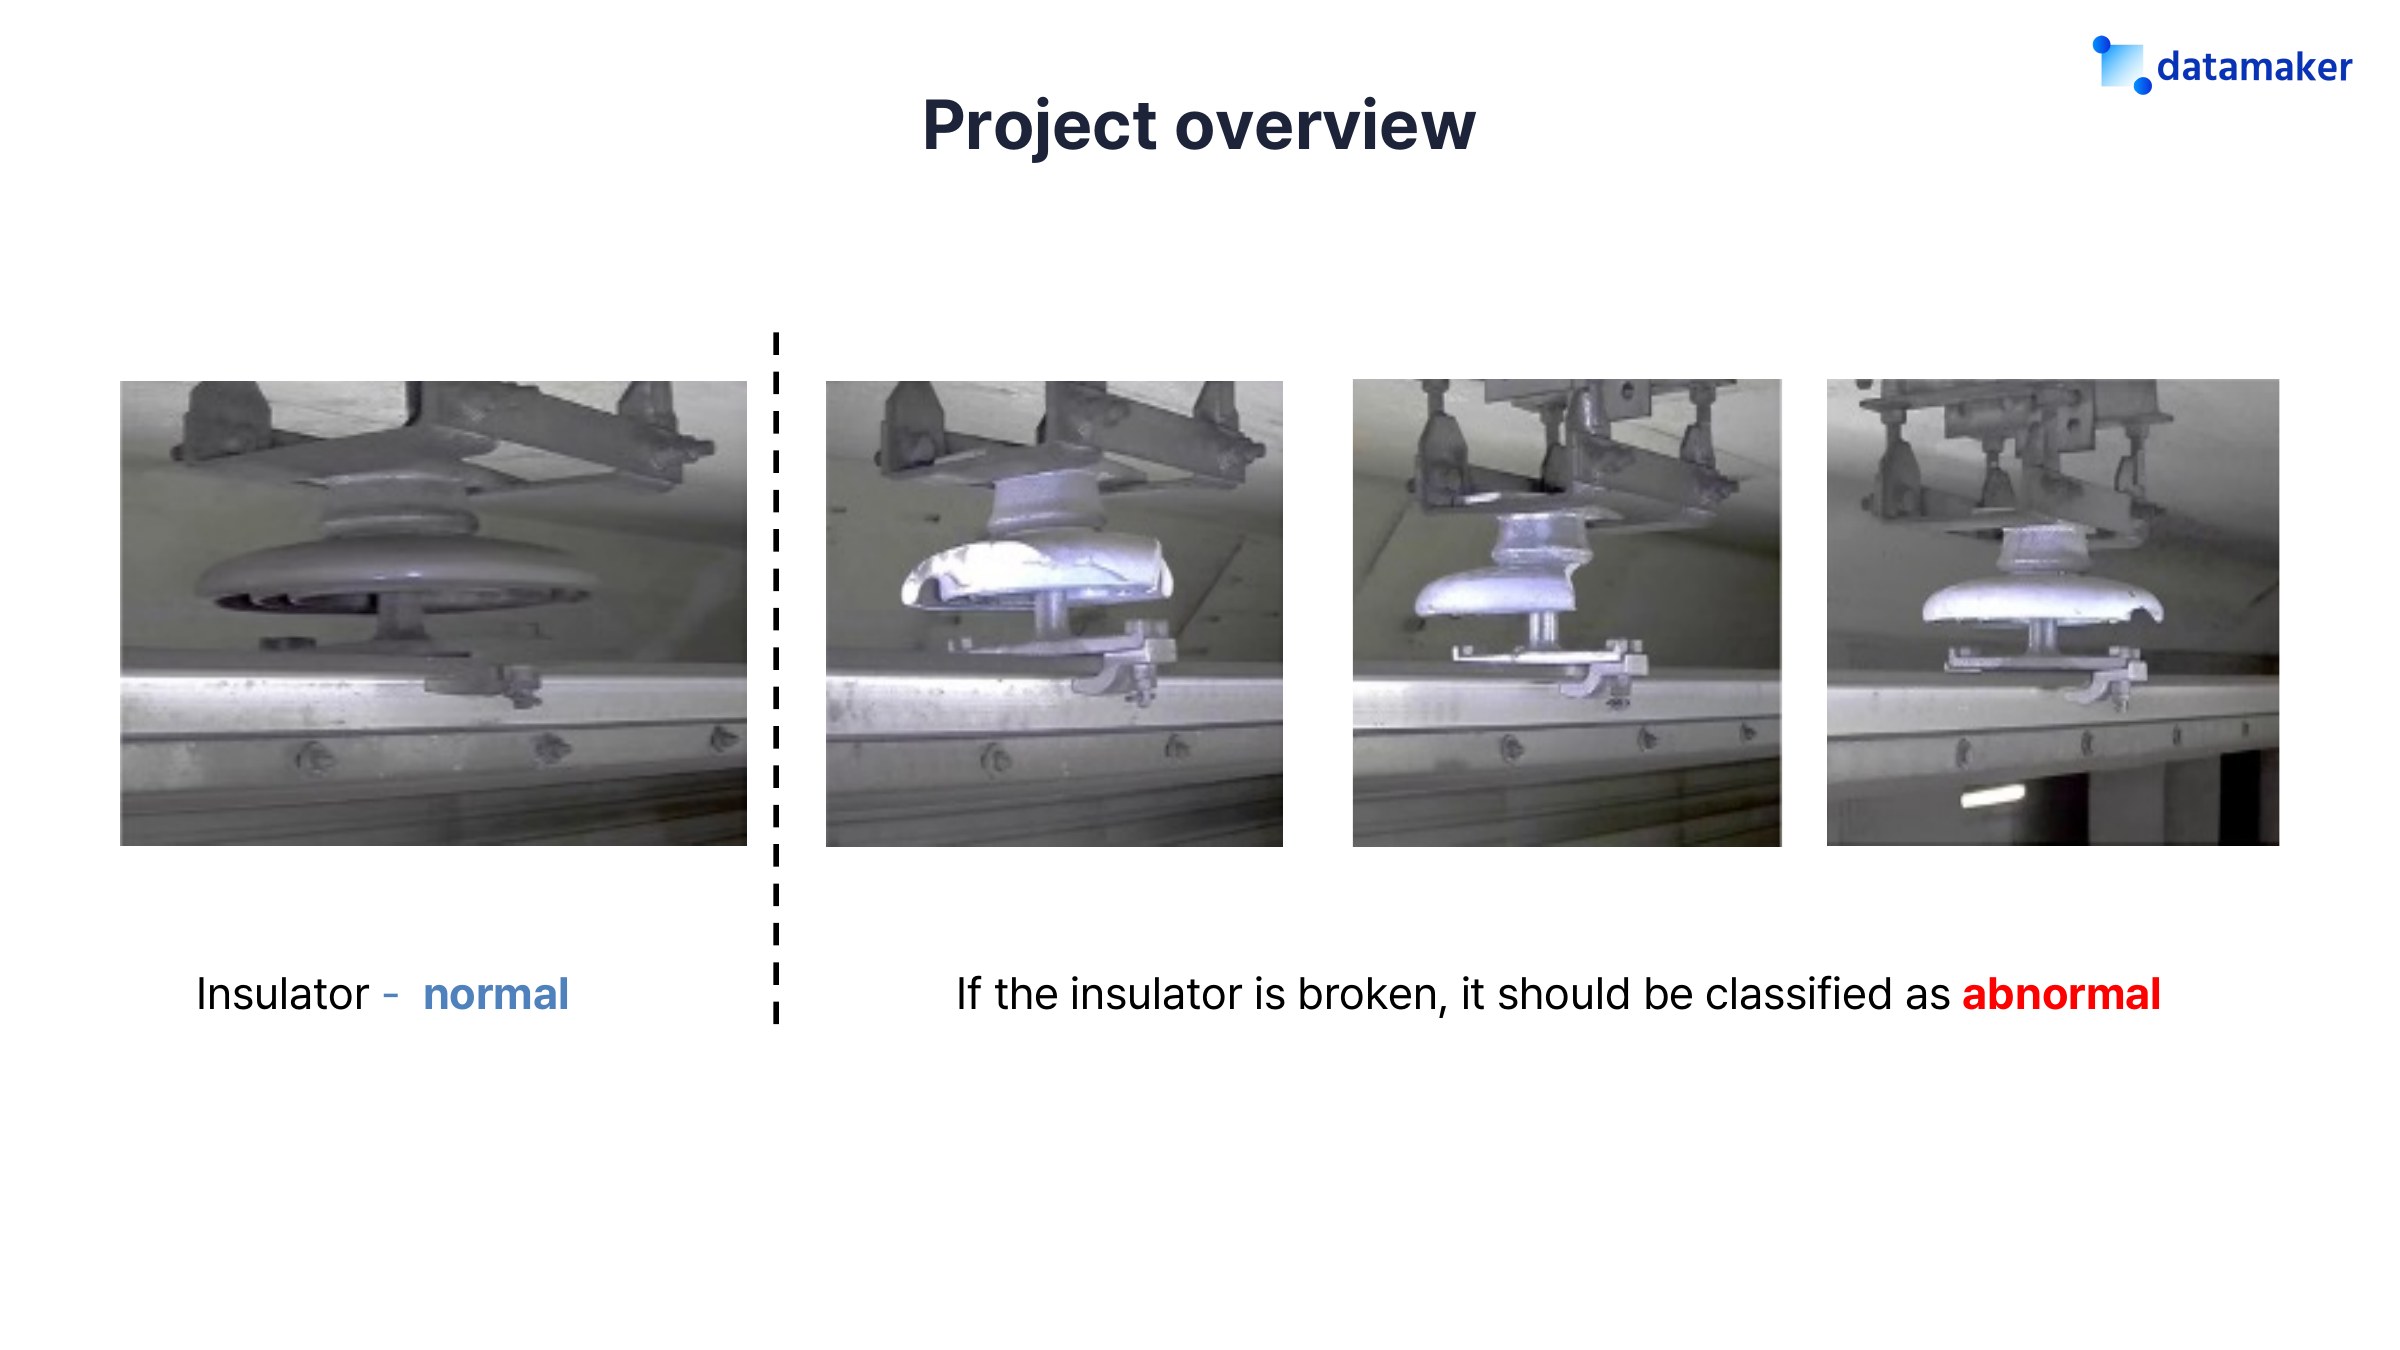 datamaker
Project overview
Insulator - normal
If the insulator is broken, it should be classified as abnormal